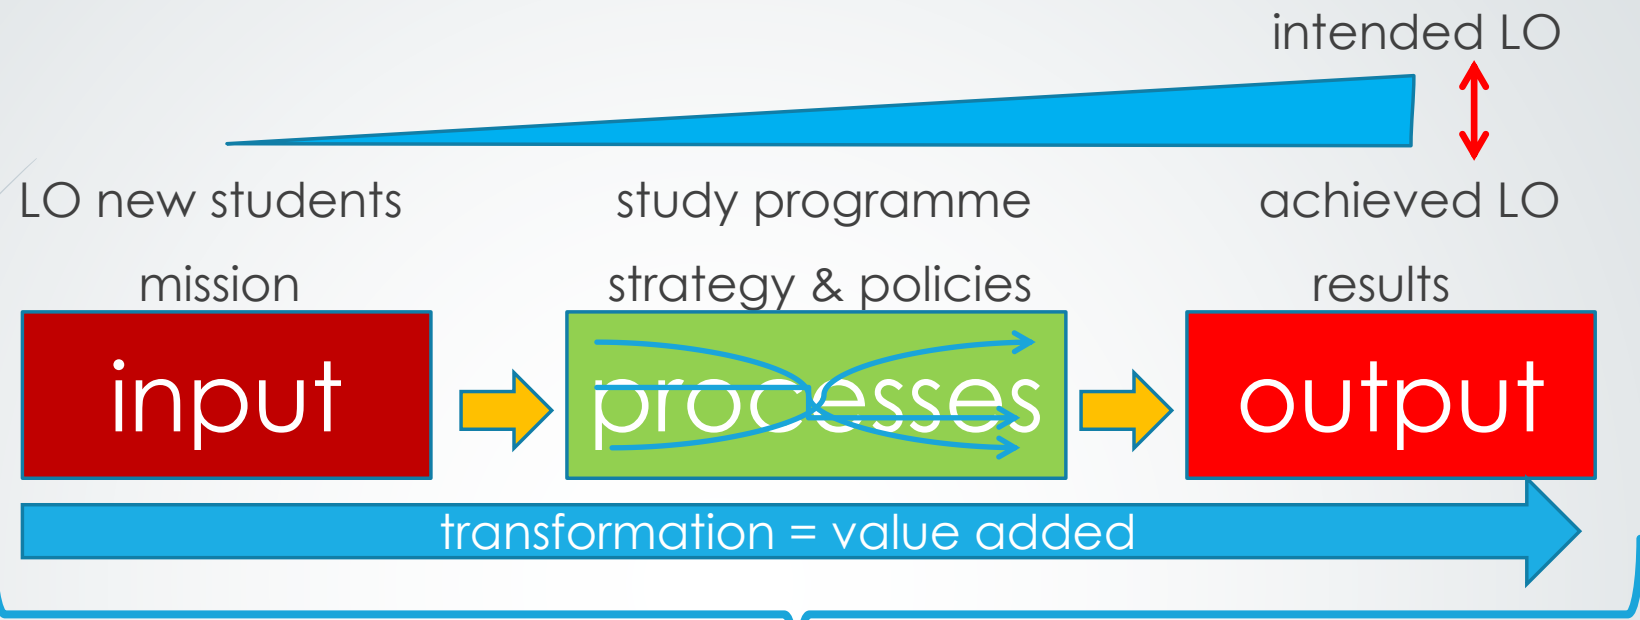 intended LO
LO new students
study programme
achieved LO
mission
strategy & policies
results
input
processes
output
transformation = value added